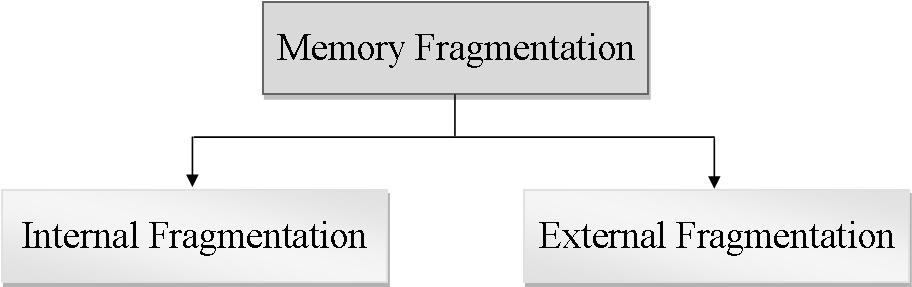 Memory Fragmentation
Internal Fragmentation
External Fragmentation